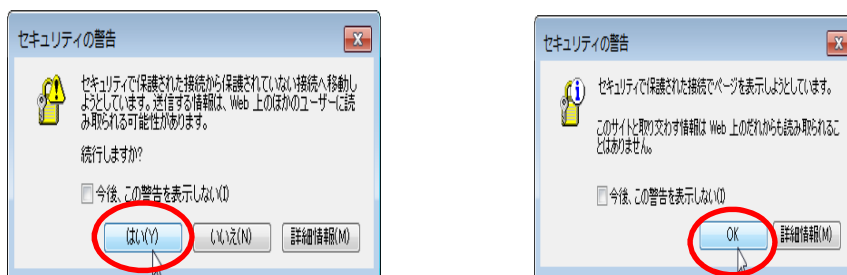 セキュリティの警告
セキュリティで保護された接続から保護されていない接続へ移動し
ようとしています。送信する情報は、Web 上のほかのユーザーに読
み取られる可能性があります。
続行しますか?
今後、この警告を表示しない(I)
はい(Y)
いいえ(N)
詳細情報(M)
セキュリティの警告
セキュリティで保護された接続でページを表示しようとしています。
このサイトと取り交わす情報は Web 上のだれからも読み取られるこ
とはありません。
今後、この警告を表示しない(I)
OK
詳細情報(M)